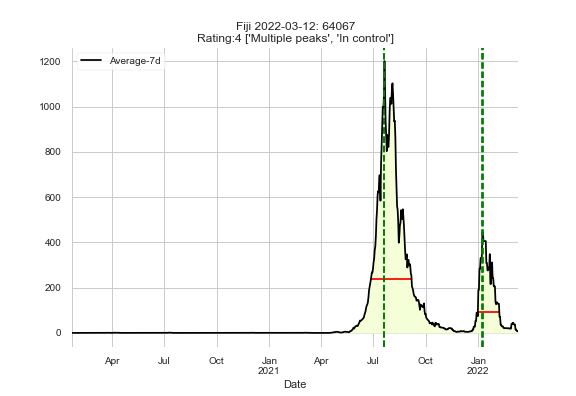 Fiji 2022-03-12: 64067
Rating:4 ['Multiple peaks', 'In control']
Average-7d
1200
1000
800
600
400
200
0
Apr
Jul
Oct
Jan
2021
Apr
Jul
Oct
Jan
2022
Date